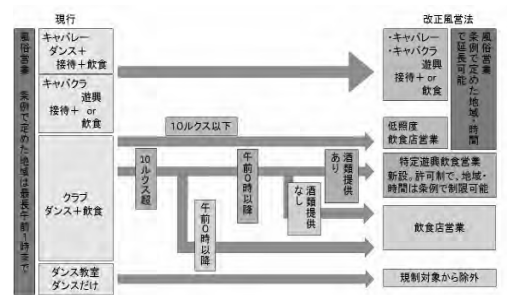 現行
改正風営法
風俗営業 条例で定めた地域は最長午前1時まで
キャバレー
ダンス+
接待+飲食
キャバクラ
遊興
接待+ or
飲食
クラブ
ダンス+飲食
ダンス教室
ダンスだけ
10ルクス以下
10ルクス超
午前0時以降
酒類提供あり
酒類提供なし
午前0時以降
・キャバレー
・キャバクラ
遊興
接待+ or
飲食
風俗営業
条例で定めた地域・時間
で延長可能
低照度
飲食店営業
特定遊興飲食営業
新設。許可制で、地域・
時間は条例で制限可能
飲食店営業
規制対象から除外